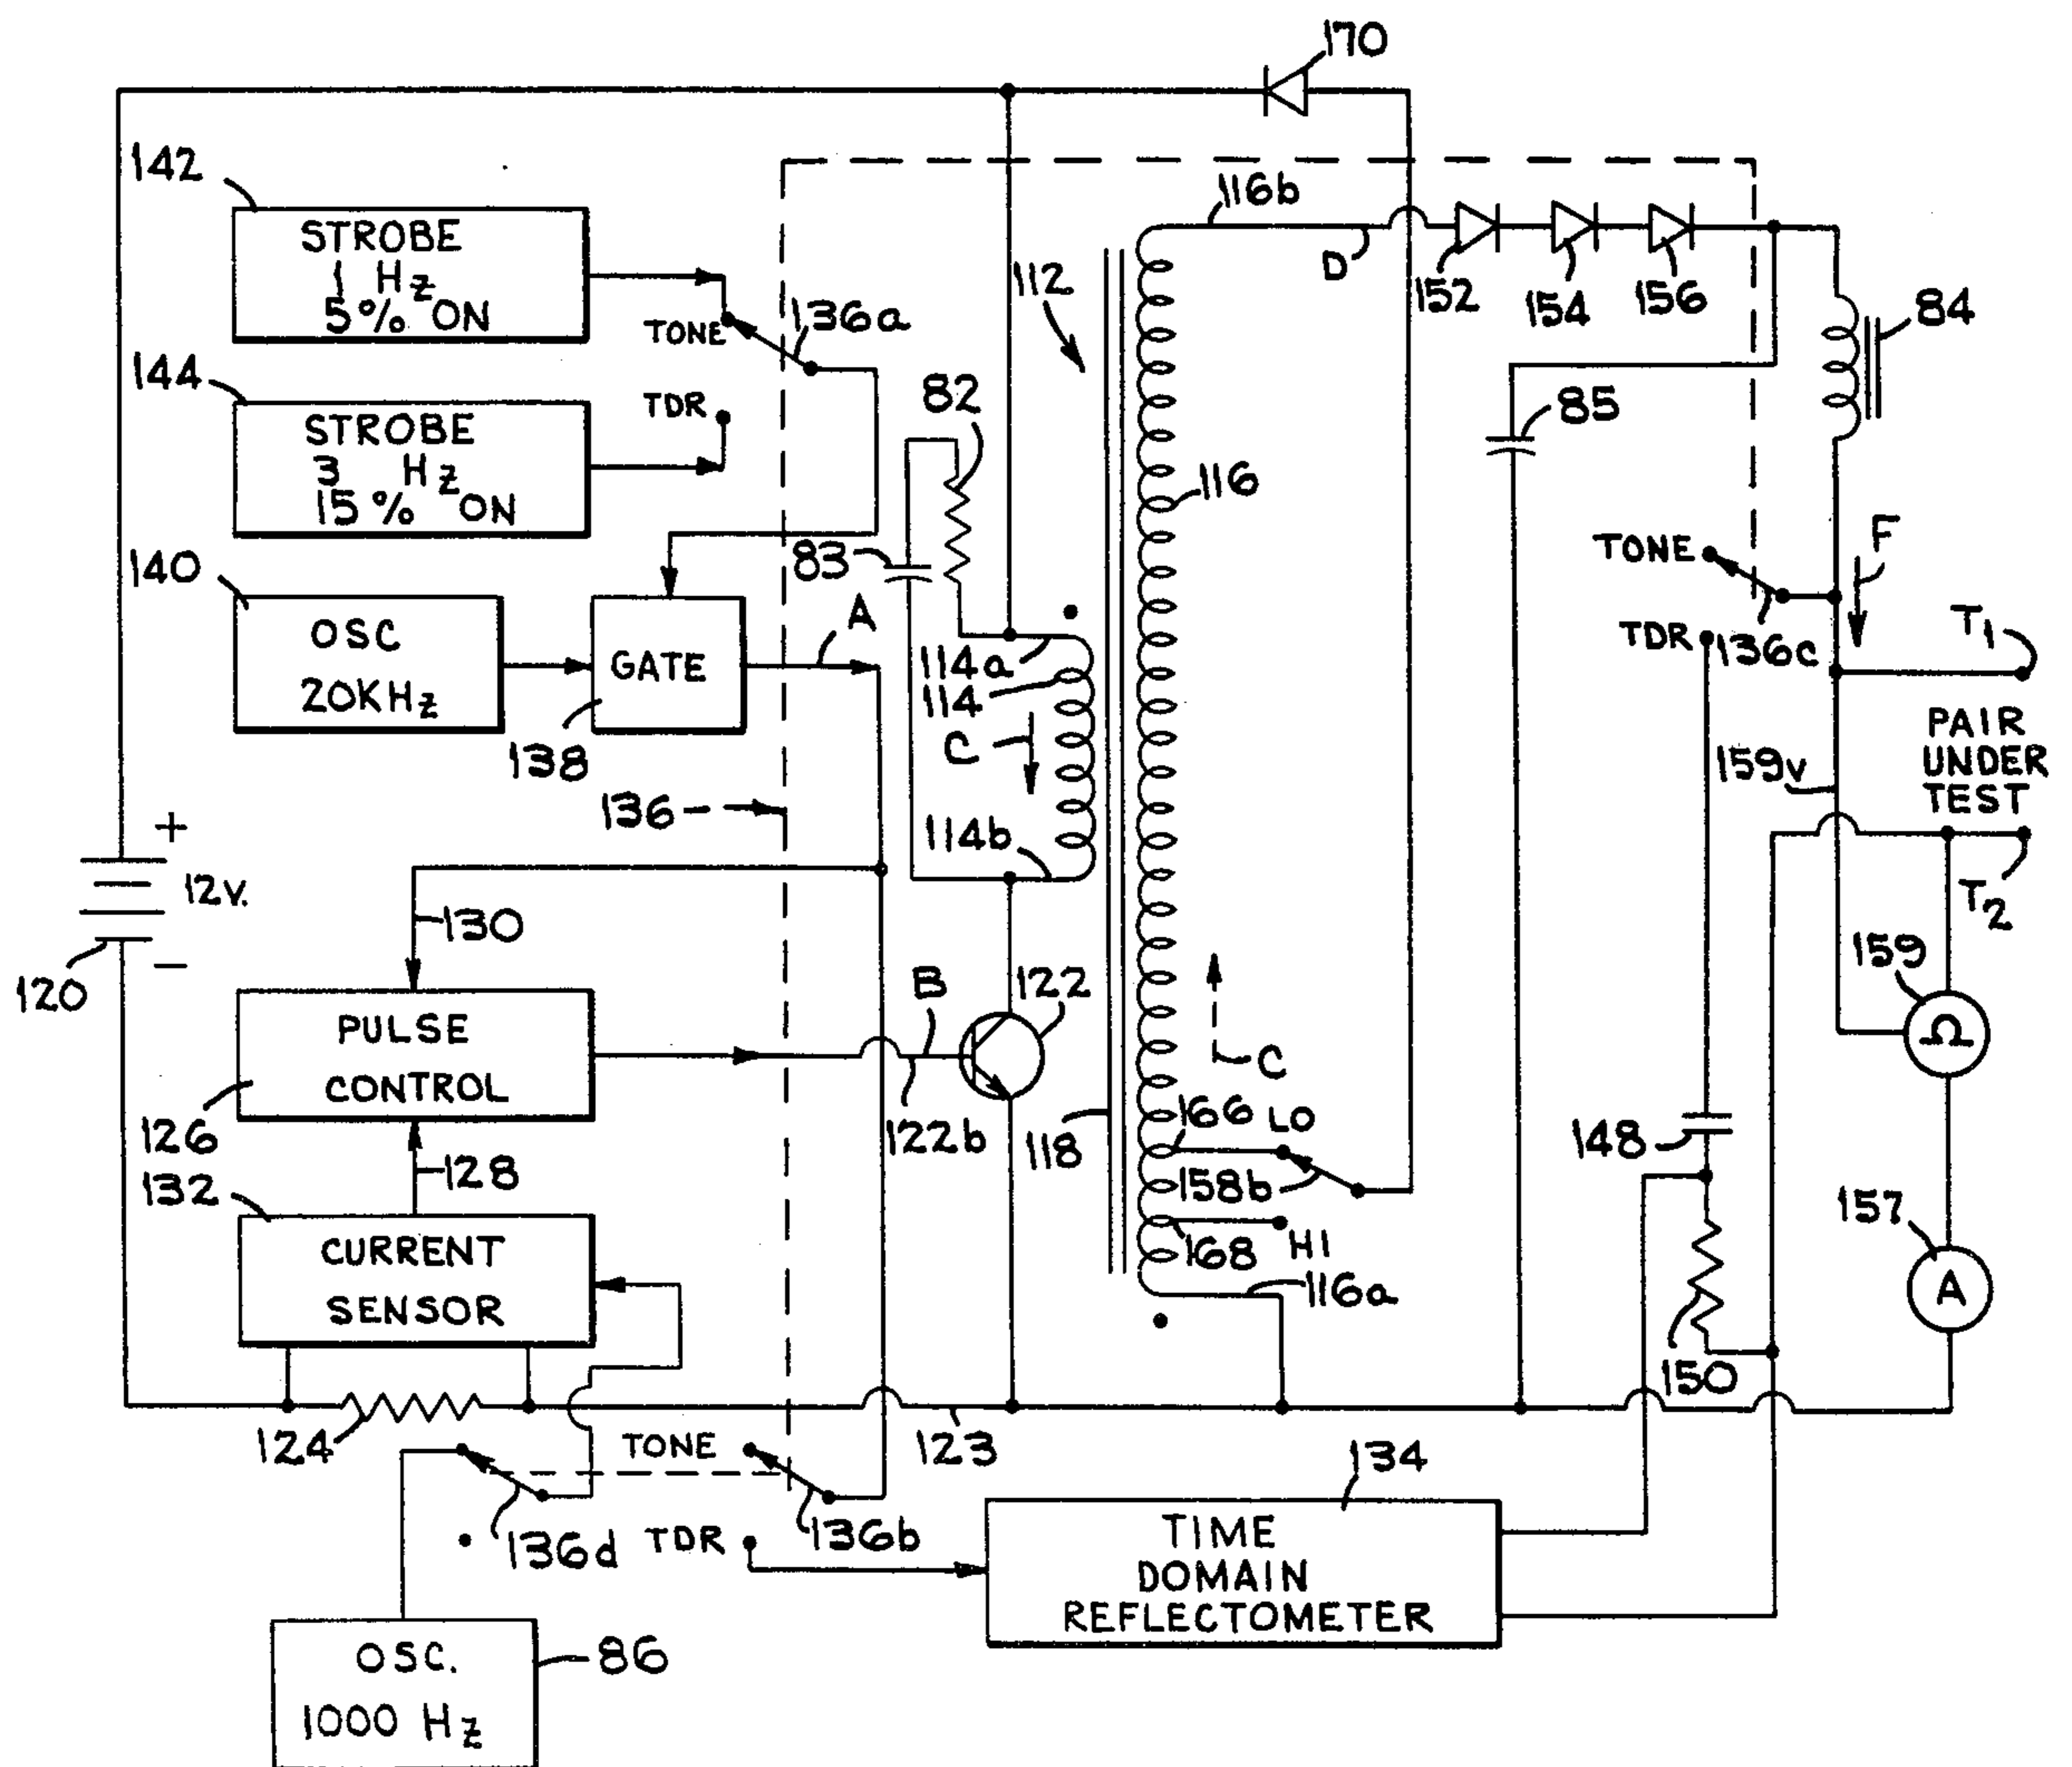 170
142
STROBE
1 Hz
5% ON
TONE
136a
144
STROBE
3 Hz
15% ON
TDR
140
OSC
20KHz
GATE
138
A
136
82
83
112
114a
114
C
114b
116b
D
116
152
154
156
84
85
TONE
F
TDR
136c
T1
PAIR
UNDER
TEST
159v
T2
159
Ω
+
12v.
−
120
130
PULSE
CONTROL
126
128
B
122
122b
118
C
166
LO
158b
168
HI
116a
148
150
157
A
132
CURRENT
SENSOR
124
123
TONE
136d
TDR
136b
134
TIME
DOMAIN
REFLECTOMETER
OSC.
1000 Hz
86